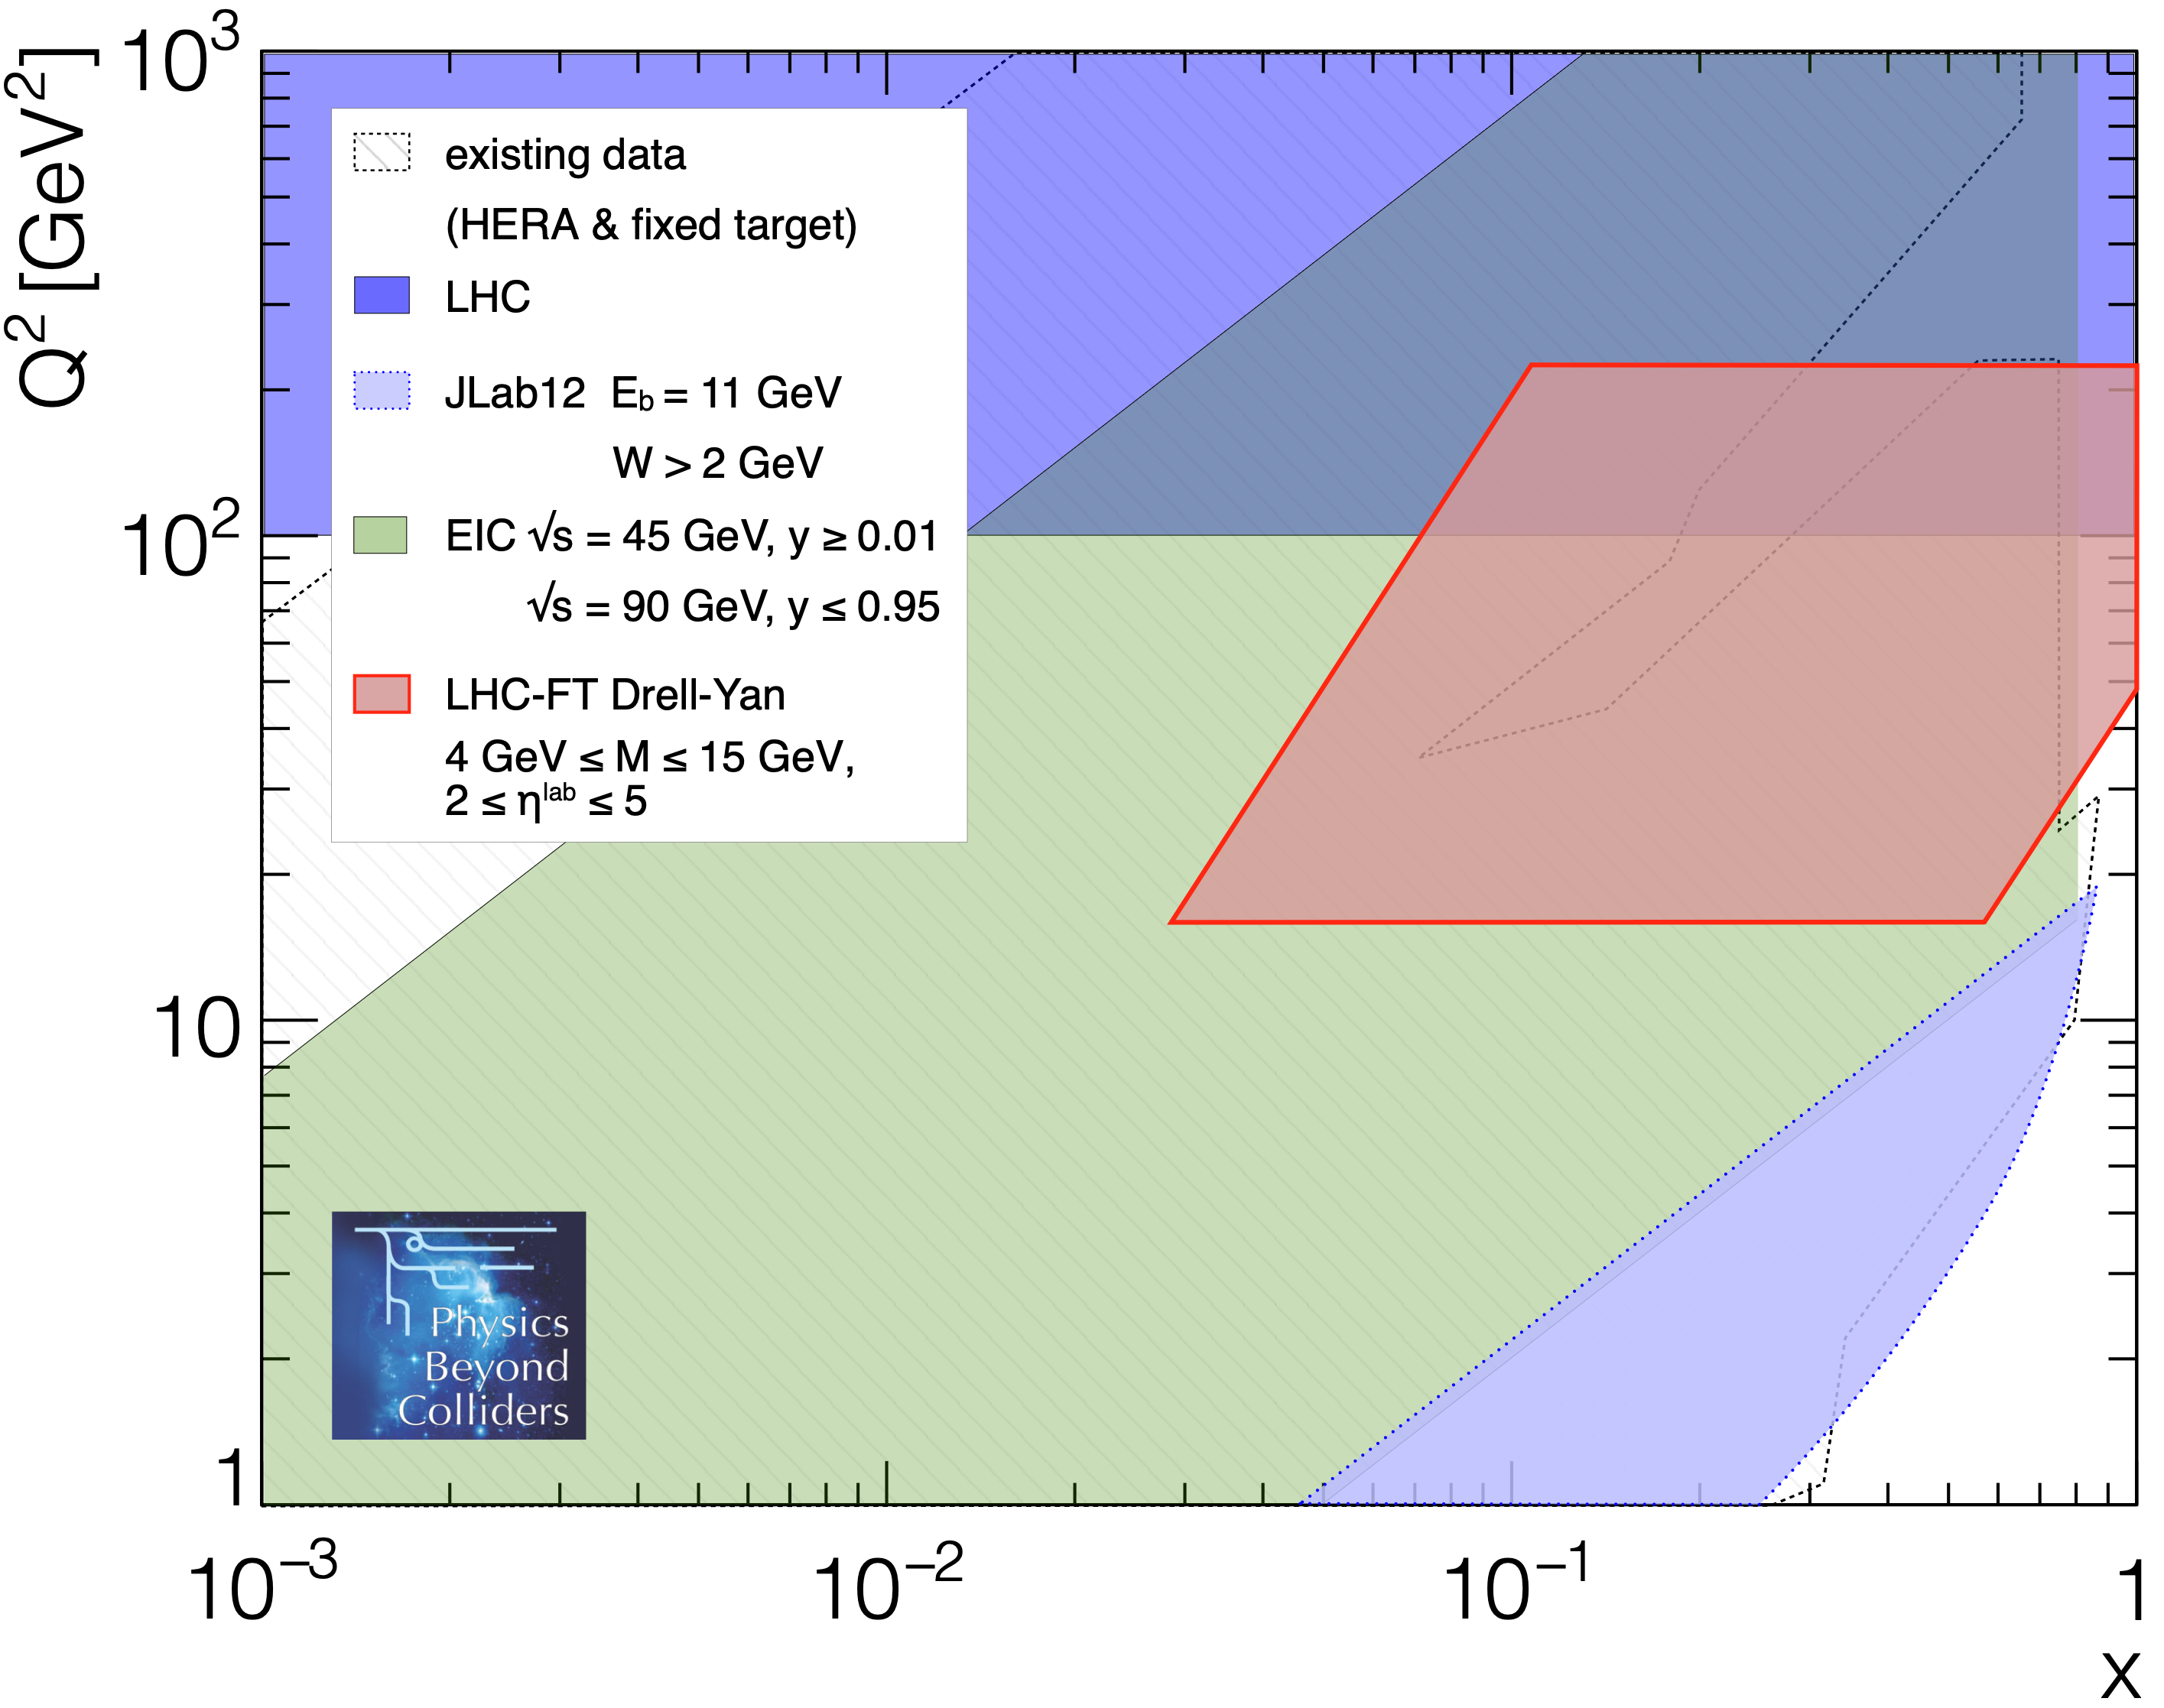 Q² [GeV²]
10³
10²
10
1
existing data
(HERA & fixed target)
LHC
JLab12 E_b = 11 GeV
W > 2 GeV
EIC √s = 45 GeV, y ≥ 0.01
√s = 90 GeV, y ≤ 0.95
LHC-FT Drell-Yan
4 GeV ≤ M ≤ 15 GeV,
2 ≤ η^lab ≤ 5
Physics
Beyond
Colliders
10⁻³ 10⁻² 10⁻¹ 1
x